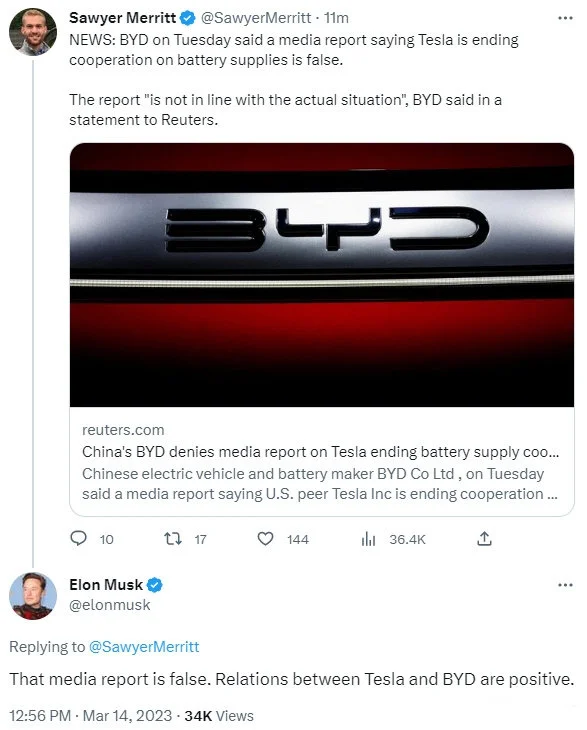 Sawyer Merritt @SawyerMerritt · 11m
NEWS: BYD on Tuesday said a media report saying Tesla is ending
cooperation on battery supplies is false.
The report "is not in line with the actual situation", BYD said in a
statement to Reuters.
BYD
reuters.com
China's BYD denies media report on Tesla ending battery supply coo...
Chinese electric vehicle and battery maker BYD Co Ltd , on Tuesday
said a media report saying U.S. peer Tesla Inc is ending cooperation ...
10 17 144 36.4K
Elon Musk
@elonmusk
Replying to @SawyerMerritt
That media report is false. Relations between Tesla and BYD are positive.
12:56 PM · Mar 14, 2023 · 34K Views